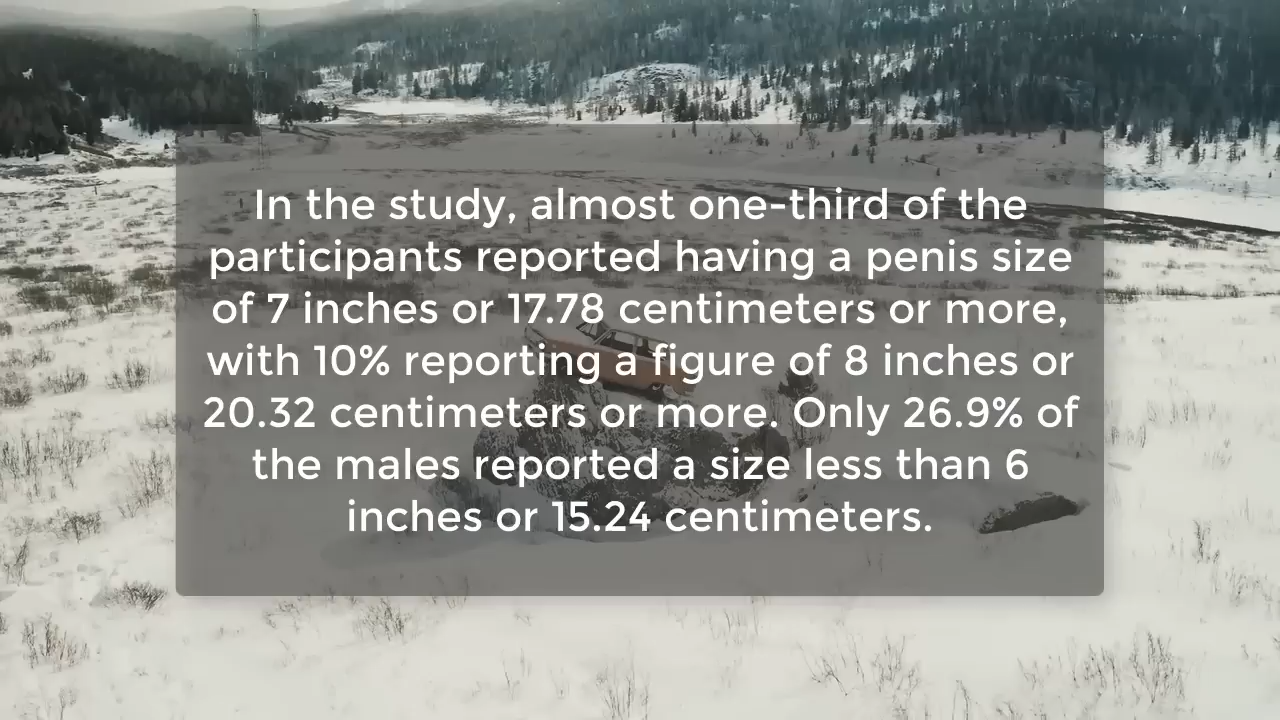 In the study, almost one-third of the
participants reported having a penis size
of 7 inches or 17.78 centimeters or more,
with 10% reporting a figure of 8 inches or
20.32 centimeters or more. Only 26.9% of
the males reported a size less than 6
inches or 15.24 centimeters.